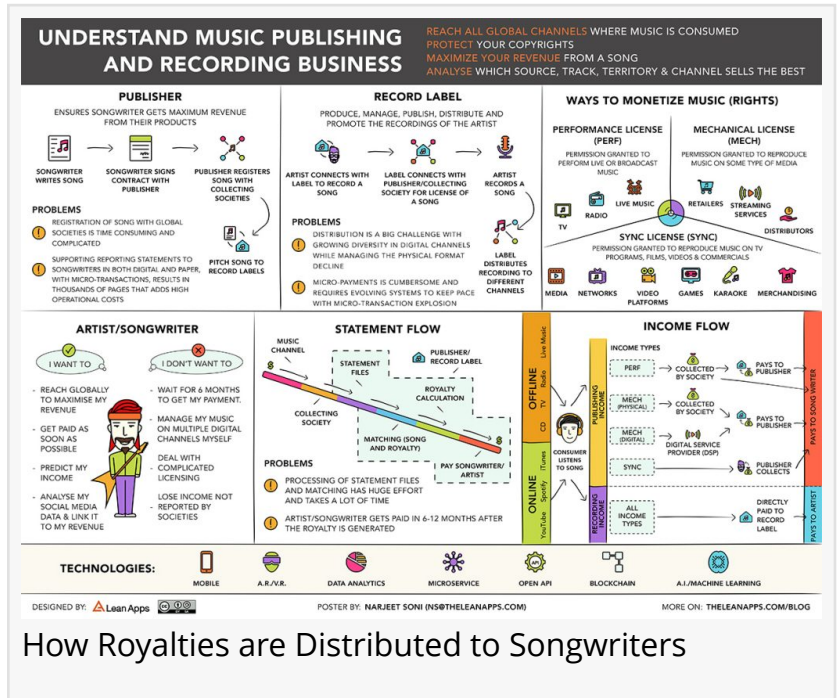 UNDERSTAND MUSIC PUBLISHING
AND RECORDING BUSINESS
REACH ALL GLOBAL CHANNELS WHERE MUSIC IS CONSUMED
PROTECT YOUR COPYRIGHTS
MAXIMIZE YOUR REVENUE FROM A SONG
ANALYSE WHICH SOURCE, TRACK, TERRITORY & CHANNEL SELLS THE BEST
PUBLISHER
ENSURES SONGWRITER GETS MAXIMUM REVENUE
FROM THEIR PRODUCTS
SONGWRITER
WRITES SONG
SONGWRITER SIGNS
CONTRACT WITH
PUBLISHER
PUBLISHER REGISTERS
SONG WITH
COLLECTING
SOCIETIES
PITCH SONG TO
RECORD LABELS
PROBLEMS
REGISTRATION OF SONG WITH GLOBAL
SOCIETIES IS TIME CONSUMING AND
COMPLICATED
SUPPORTING REPORTING STATEMENTS TO
SONGWRITERS IN BOTH DIGITAL AND PAPER,
WITH MICRO-TRANSACTIONS, RESULTS IN
THOUSANDS OF PAGES THAT ADDS HIGH
OPERATIONAL COSTS
RECORD LABEL
PRODUCE, MANAGE, PUBLISH, DISTRIBUTE AND
PROMOTE THE RECORDINGS OF THE ARTIST
ARTIST CONNECTS WITH
LABEL TO RECORD A
SONG
LABEL CONNECTS WITH
PUBLISHER/COLLECTING
SOCIETY FOR LICENSE OF
A SONG
ARTIST
RECORDS A
SONG
LABEL
DISTRIBUTES
RECORDING TO
DIFFERENT
CHANNELS
PROBLEMS
DISTRIBUTION IS A BIG CHALLENGE WITH
GROWING DIVERSITY IN DIGITAL CHANNELS
WHILE MANAGING THE PHYSICAL FORMAT
DECLINE
MICRO-PAYMENTS IS CUMBERSOME AND
REQUIRES EVOLVING SYSTEMS TO KEEP PACE
WITH MICRO-TRANSACTION EXPLOSION
WAYS TO MONETIZE MUSIC (RIGHTS)
PERFORMANCE LICENSE
(PERF)
PERMISSION GRANTED TO
PERFORM LIVE OR BROADCAST
MUSIC
TV
RADIO
LIVE MUSIC
MECHANICAL LICENSE
(MECH)
PERMISSION GRANTED TO REPRODUCE
MUSIC ON SOME TYPE OF MEDIA
RETAILERS
STREAMING
SERVICES
DISTRIBUTORS
SYNC LICENSE (SYNC)
PERMISSION GRANTED TO REPRODUCE MUSIC ON TV
PROGRAMS, FILMS, VIDEOS & COMMERCIALS
MEDIA
NETWORKS
VIDEO
PLATFORMS
GAMES
KARAOKE
MERCHANDISING
ARTIST/SONGWRITER
I WANT TO
- REACH GLOBALLY
TO MAXIMISE MY
REVENUE
- GET PAID AS
SOON AS
POSSIBLE
- PREDICT MY
INCOME
- ANALYSE MY
SOCIAL MEDIA
DATA & LINK IT
TO MY REVENUE
I DON'T WANT TO
- WAIT FOR 6 MONTHS
TO GET MY PAYMENT.
- MANAGE MY MUSIC
ON MULTIPLE DIGITAL
CHANNELS MYSELF
DEAL WITH
- COMPLICATED
LICENSING
LOSE INCOME NOT
- REPORTED BY
SOCIETIES
STATEMENT FLOW
MUSIC
CHANNEL
$
STATEMENT
FILES
PUBLISHER/
RECORD LABEL
ROYALTY
CALCULATION
COLLECTING
SOCIETY
MATCHING (SONG
AND ROYALTY)
$
PAY SONGWRITER/
ARTIST
PROBLEMS
PROCESSING OF STATEMENT FILES
AND MATCHING HAS HUGE EFFORT
AND TAKES A LOT OF TIME
ARTIST/SONGWRITER GETS PAID IN 6-12 MONTHS AFTER
THE ROYALTY IS GENERATED
OFFLINE
CD TV Radio Live Music
ONLINE
YouTube Spotify iTunes
INCOME FLOW
CONSUMER
LISTENS
TO SONG
PUBLISHING
INCOME
RECORDING
INCOME
INCOME TYPES
PERF
COLLECTED
BY SOCIETY
PAYS TO
PUBLISHER
MECH
(PHYSICAL)
COLLECTED
BY SOCIETY
PAYS TO
PUBLISHER
MECH
(DIGITAL)
DIGITAL SERVICE
PROVIDER (DSP)
SYNC
PUBLISHER
COLLECTS
ALL
INCOME
TYPES
DIRECTLY
PAID TO
RECORD
LABEL
PAYS TO SONG WRITER
PAYS TO ARTIST
TECHNOLOGIES:
MOBILE
A.R./V.R.
DATA ANALYTICS
MICROSERVICE
API
OPEN API
BLOCKCHAIN
A.I./MACHINE LEARNING
DESIGNED BY: Lean Apps
POSTER BY: NARJEET SONI (NS@THELEANAPPS.COM)
MORE ON: THELEANAPPS.COM/BLOG
How Royalties are Distributed to Songwriters